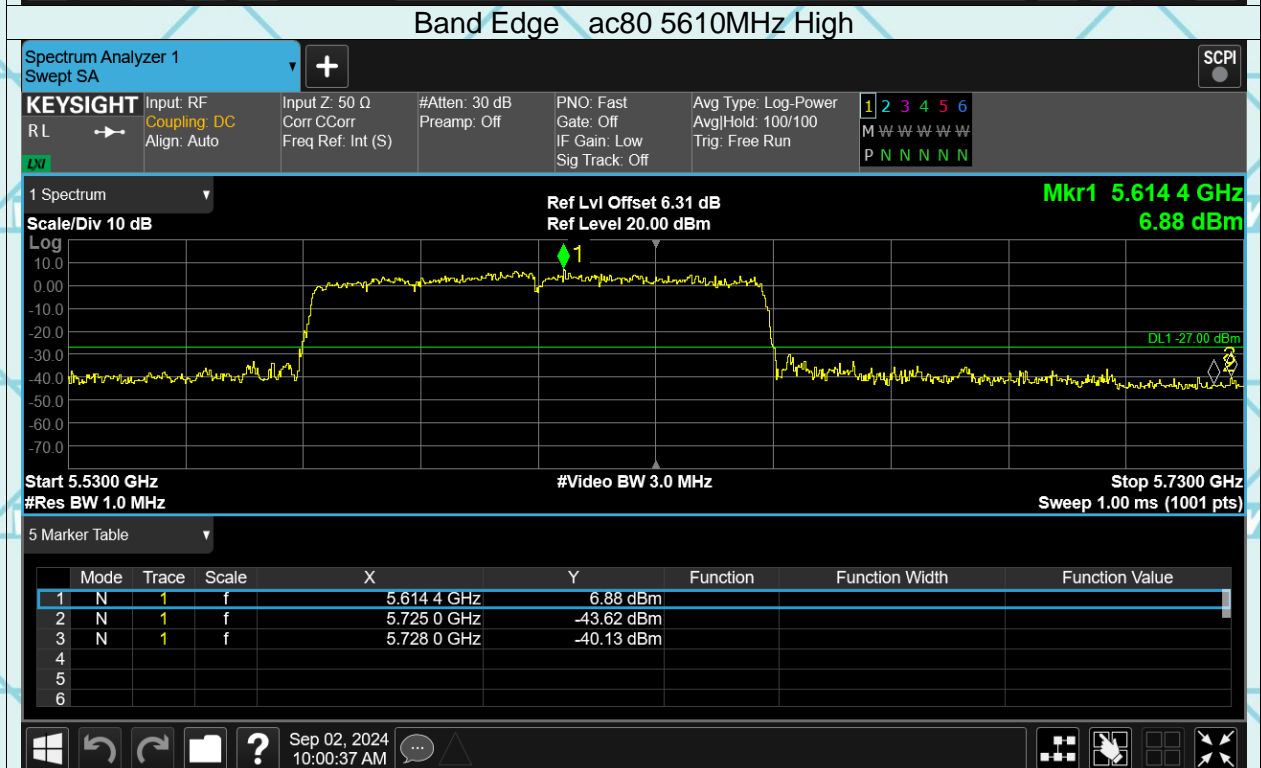 Band Edge ac80 5610MHz High
Spectrum Analyzer 1
Swept SA
+
SCPI
KEYSIGHT Input: RF Input Z: 50 Ω #Atten: 30 dB PNO: Fast Avg Type: Log-Power 1 2 3 4 5 6
R L Coupling: DC Corr CCorr Preamp: Off Gate: Off Avg|Hold: 100/100 M W W W W W
Align: Auto Freq Ref: Int (S) IF Gain: Low Trig: Free Run
LXI Sig Track: Off P N N N N N
1 Spectrum
Ref Lvl Offset 6.31 dB Mkr1 5.614 4 GHz
Scale/Div 10 dB Ref Level 20.00 dBm 6.88 dBm
Log
1
10.0
0.00
-10.0
-20.0
DL1 -27.00 dBm
-30.0
-40.0
-50.0
-60.0
-70.0
Start 5.5300 GHz #Video BW 3.0 MHz Stop 5.7300 GHz
#Res BW 1.0 MHz Sweep 1.00 ms (1001 pts)
5 Marker Table
Mode Trace Scale X Y Function Function Width Function Value
1 N 1 f 5.614 4 GHz 6.88 dBm
2 N 1 f 5.725 0 GHz -43.62 dBm
3 N 1 f 5.728 0 GHz -40.13 dBm
4
5
6
? Sep 02, 2024
10:00:37 AM